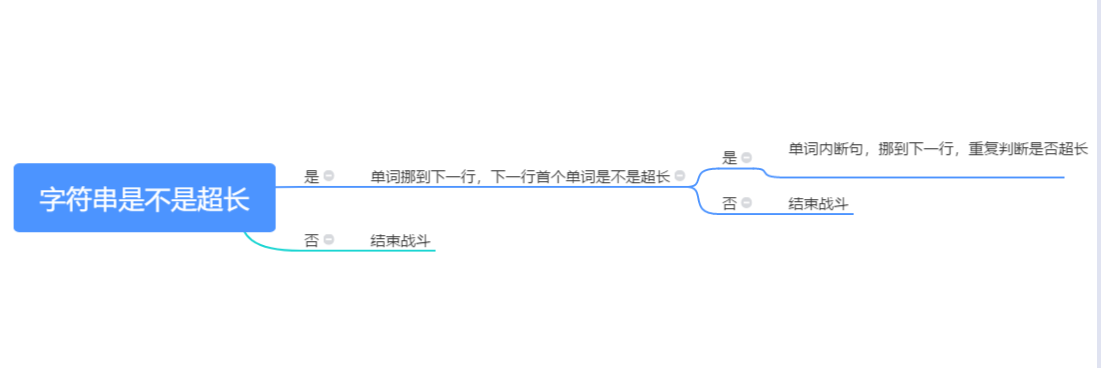 字符串是不是超长
是
单词挪到下一行，下一行首个单词是不是超长
是
单词内断句，挪到下一行，重复判断是否超长
否
结束战斗
否
结束战斗